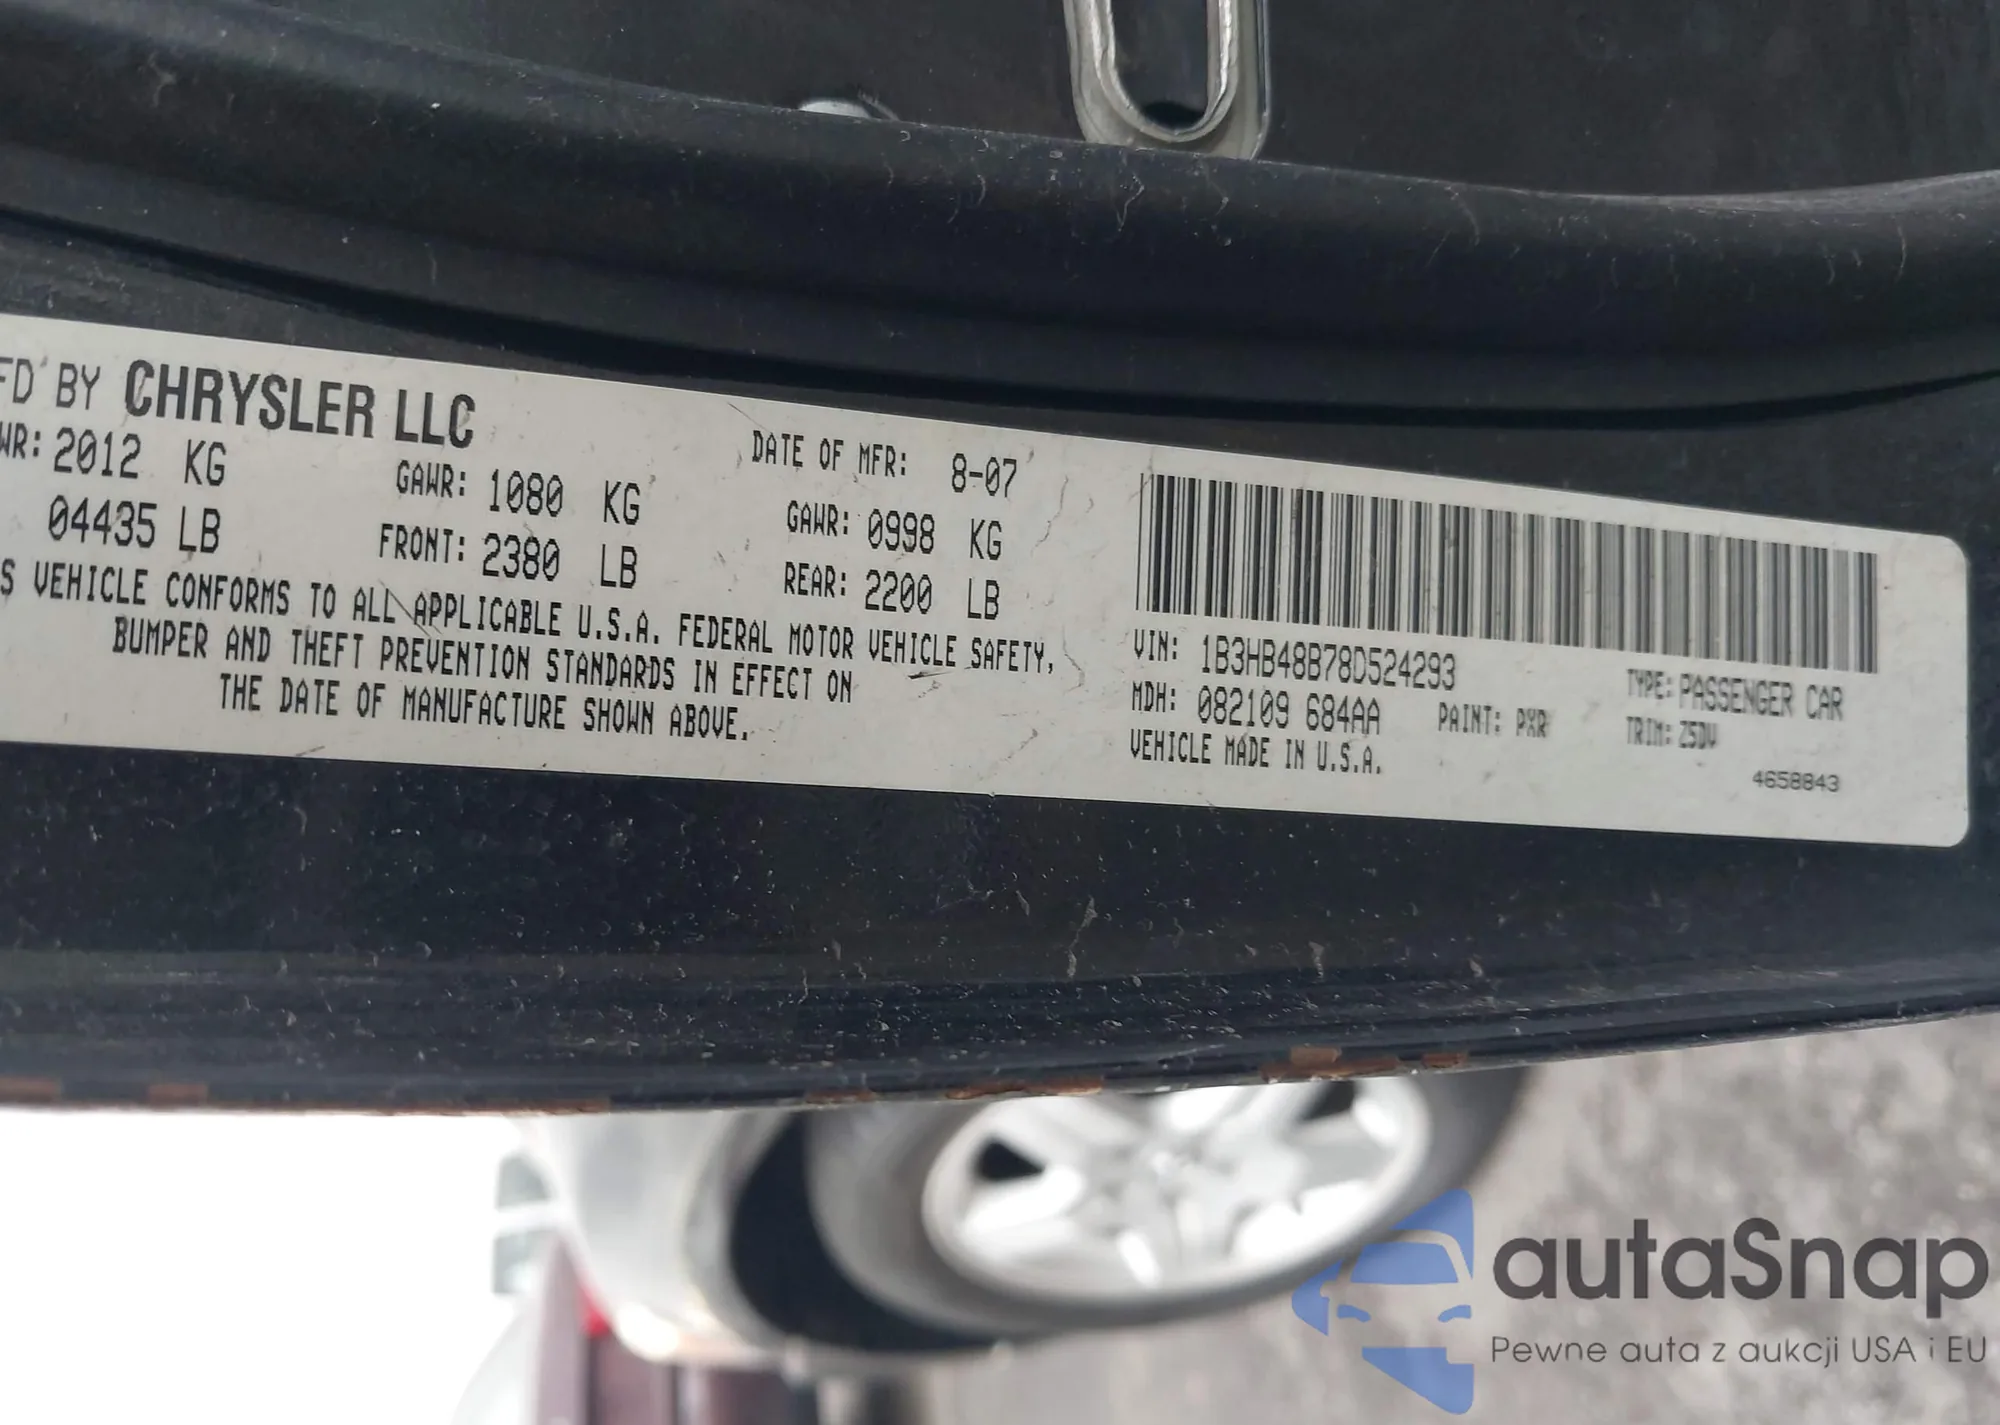 FD BY CHRYSLER LLC
DATE OF MFR: 8-07
WR: 2012 KG GAWR: 1080 KG GAWR: 0998 KG
04435 LB FRONT: 2380 LB REAR: 2200 LB
S VEHICLE CONFORMS TO ALL APPLICABLE U.S.A. FEDERAL MOTOR VEHICLE SAFETY,
BUMPER AND THEFT PREVENTION STANDARDS IN EFFECT ON
THE DATE OF MANUFACTURE SHOWN ABOVE.
VIN: 1B3HB48B78D524293 TYPE: PASSENGER CAR
MDH: 082109 684AA PAINT: PXR TRIM: Z5DV
VEHICLE MADE IN U.S.A.
4658843
autaSnap
Pewne auta z aukcji USA i EU